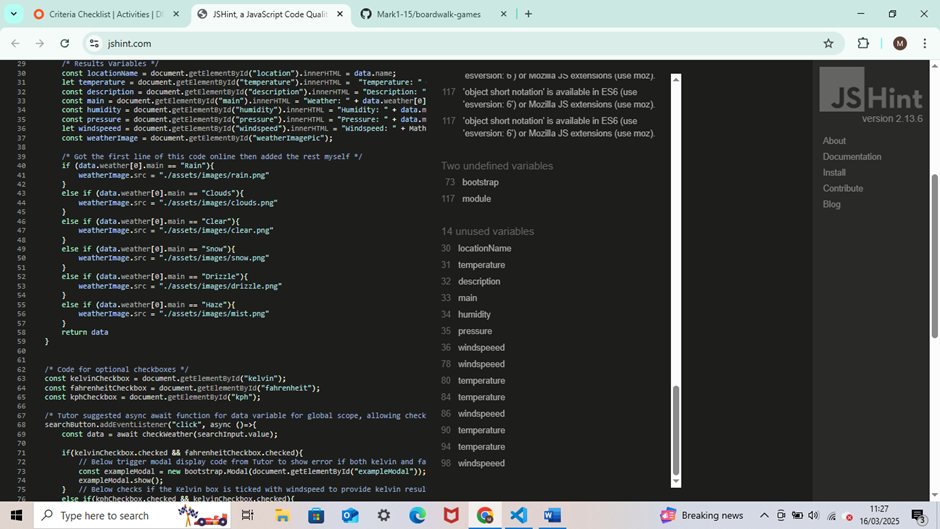 Criteria Checklist | Activities | DI
JSHint, a JavaScript Code Qualit
Mark1-15/boardwalk-games
jshint.com
M
29 /* Results Variables */
30 const locationName = document.getElementById("location").innerHTML = data.name;
31 let temperature = document.getElementById("temperature").innerHTML = "Temperature: "
32 const description = document.getElementById("description").innerHTML = "Description: "
33 const main = document.getElementById("main").innerHTML = "Weather: " + data.weather[0]
34 const humidity = document.getElementById("humidity").innerHTML = "Humidity: " + data.m
35 const pressure = document.getElementById("pressure").innerHTML = "Pressure: " + data.m
36 let windspeeed = document.getElementById("windspeed").innerHTML = "Windspeed: " + Math
37 const weatherImage = document.getElementById("weatherImagePic");
38
39 /* Got the first line of this code online then added the rest myself */
40 if (data.weather[0].main == "Rain"){
41 weatherImage.src = "./assets/images/rain.png"
42 }
43 else if (data.weather[0].main == "Clouds"){
44 weatherImage.src = "./assets/images/clouds.png"
45 }
46 else if (data.weather[0].main == "Clear"){
47 weatherImage.src = "./assets/images/clear.png"
48 }
49 else if (data.weather[0].main == "Snow"){
50 weatherImage.src = "./assets/images/snow.png"
51 }
52 else if (data.weather[0].main == "Drizzle"){
53 weatherImage.src = "./assets/images/drizzle.png"
54 }
55 else if (data.weather[0].main == "Haze"){
56 weatherImage.src = "./assets/images/mist.png"
57 }
58 return data
59 }
60
61
62 /* Code for optional checkboxes */
63 const kelvinCheckbox = document.getElementById("kelvin");
64 const fahrenheitCheckbox = document.getElementById("fahrenheit");
65 const kphCheckbox = document.getElementById("kph");
66
67 /* Tutor suggested async await function for data variable for global scope, allowing check
68 searchButton.addEventListener("click", async ()=>{
69 const data = await checkWeather(searchInput.value);
70
71 if(kelvinCheckbox.checked && fahrenheitCheckbox.checked){
72 // Below trigger modal display code from Tutor to show error if both kelvin and fa
73 const exampleModal = new bootstrap.Modal(document.getElementById("exampleModal"));
74 exampleModal.show();
75 } // Below checks if the Kelvin box is ticked with windspeed to provide kelvin resul
76 else if(kphCheckbox.checked && kelvinCheckbox.checked){
esversion: 6') or Mozilla JS extensions (use moz).
117 'object short notation' is available in ES6 (use
'esversion: 6') or Mozilla JS extensions (use moz).
117 'object short notation' is available in ES6 (use
'esversion: 6') or Mozilla JS extensions (use moz).
Two undefined variables
73 bootstrap
117 module
14 unused variables
30 locationName
31 temperature
32 description
33 main
34 humidity
35 pressure
36 windspeeed
78 windspeeed
80 temperature
84 temperature
86 windspeeed
90 temperature
94 temperature
98 windspeeed
JSHint
version 2.13.6
About
Documentation
Install
Contribute
Blog
Type here to search
Breaking news
11:27
16/03/2025
3